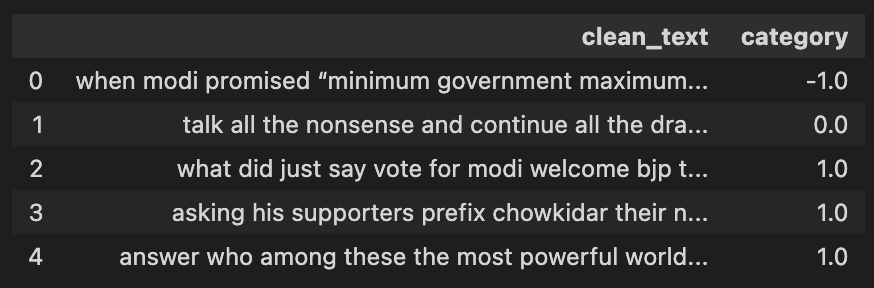 clean_text category
0 when modi promised “minimum government maximum... -1.0
1 talk all the nonsense and continue all the dra... 0.0
2 what did just say vote for modi welcome bjp t... 1.0
3 asking his supporters prefix chowkidar their n... 1.0
4 answer who among these the most powerful world... 1.0